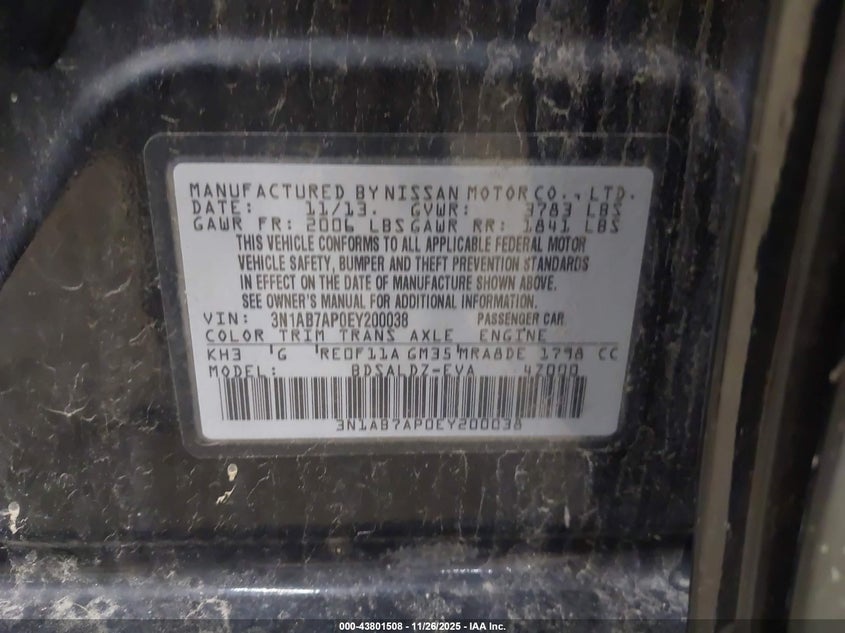 MANUFACTURED BY NISSAN MOTOR CO., LTD.
DATE: 11/13. GVWR: 3783 LBS
GAWR FR: 2006 LBS GAWR RR: 1841 LBS
THIS VEHICLE CONFORMS TO ALL APPLICABLE FEDERAL MOTOR
VEHICLE SAFETY, BUMPER AND THEFT PREVENTION STANDARDS
IN EFFECT ON THE DATE OF MANUFACTURE SHOWN ABOVE.
SEE OWNER'S MANUAL FOR ADDITIONAL INFORMATION.
VIN: 3N1AB7AP0EY200038 PASSENGER CAR
COLOR TRIM TRANS AXLE ENGINE
KH3 G RE0F11A GM35 MRA8DE 1798 CC
MODEL: BDSALDZ-EVA 4Z000
3N1AB7AP0EY200038
000-43801508 - 11/26/2025 - IAA Inc.